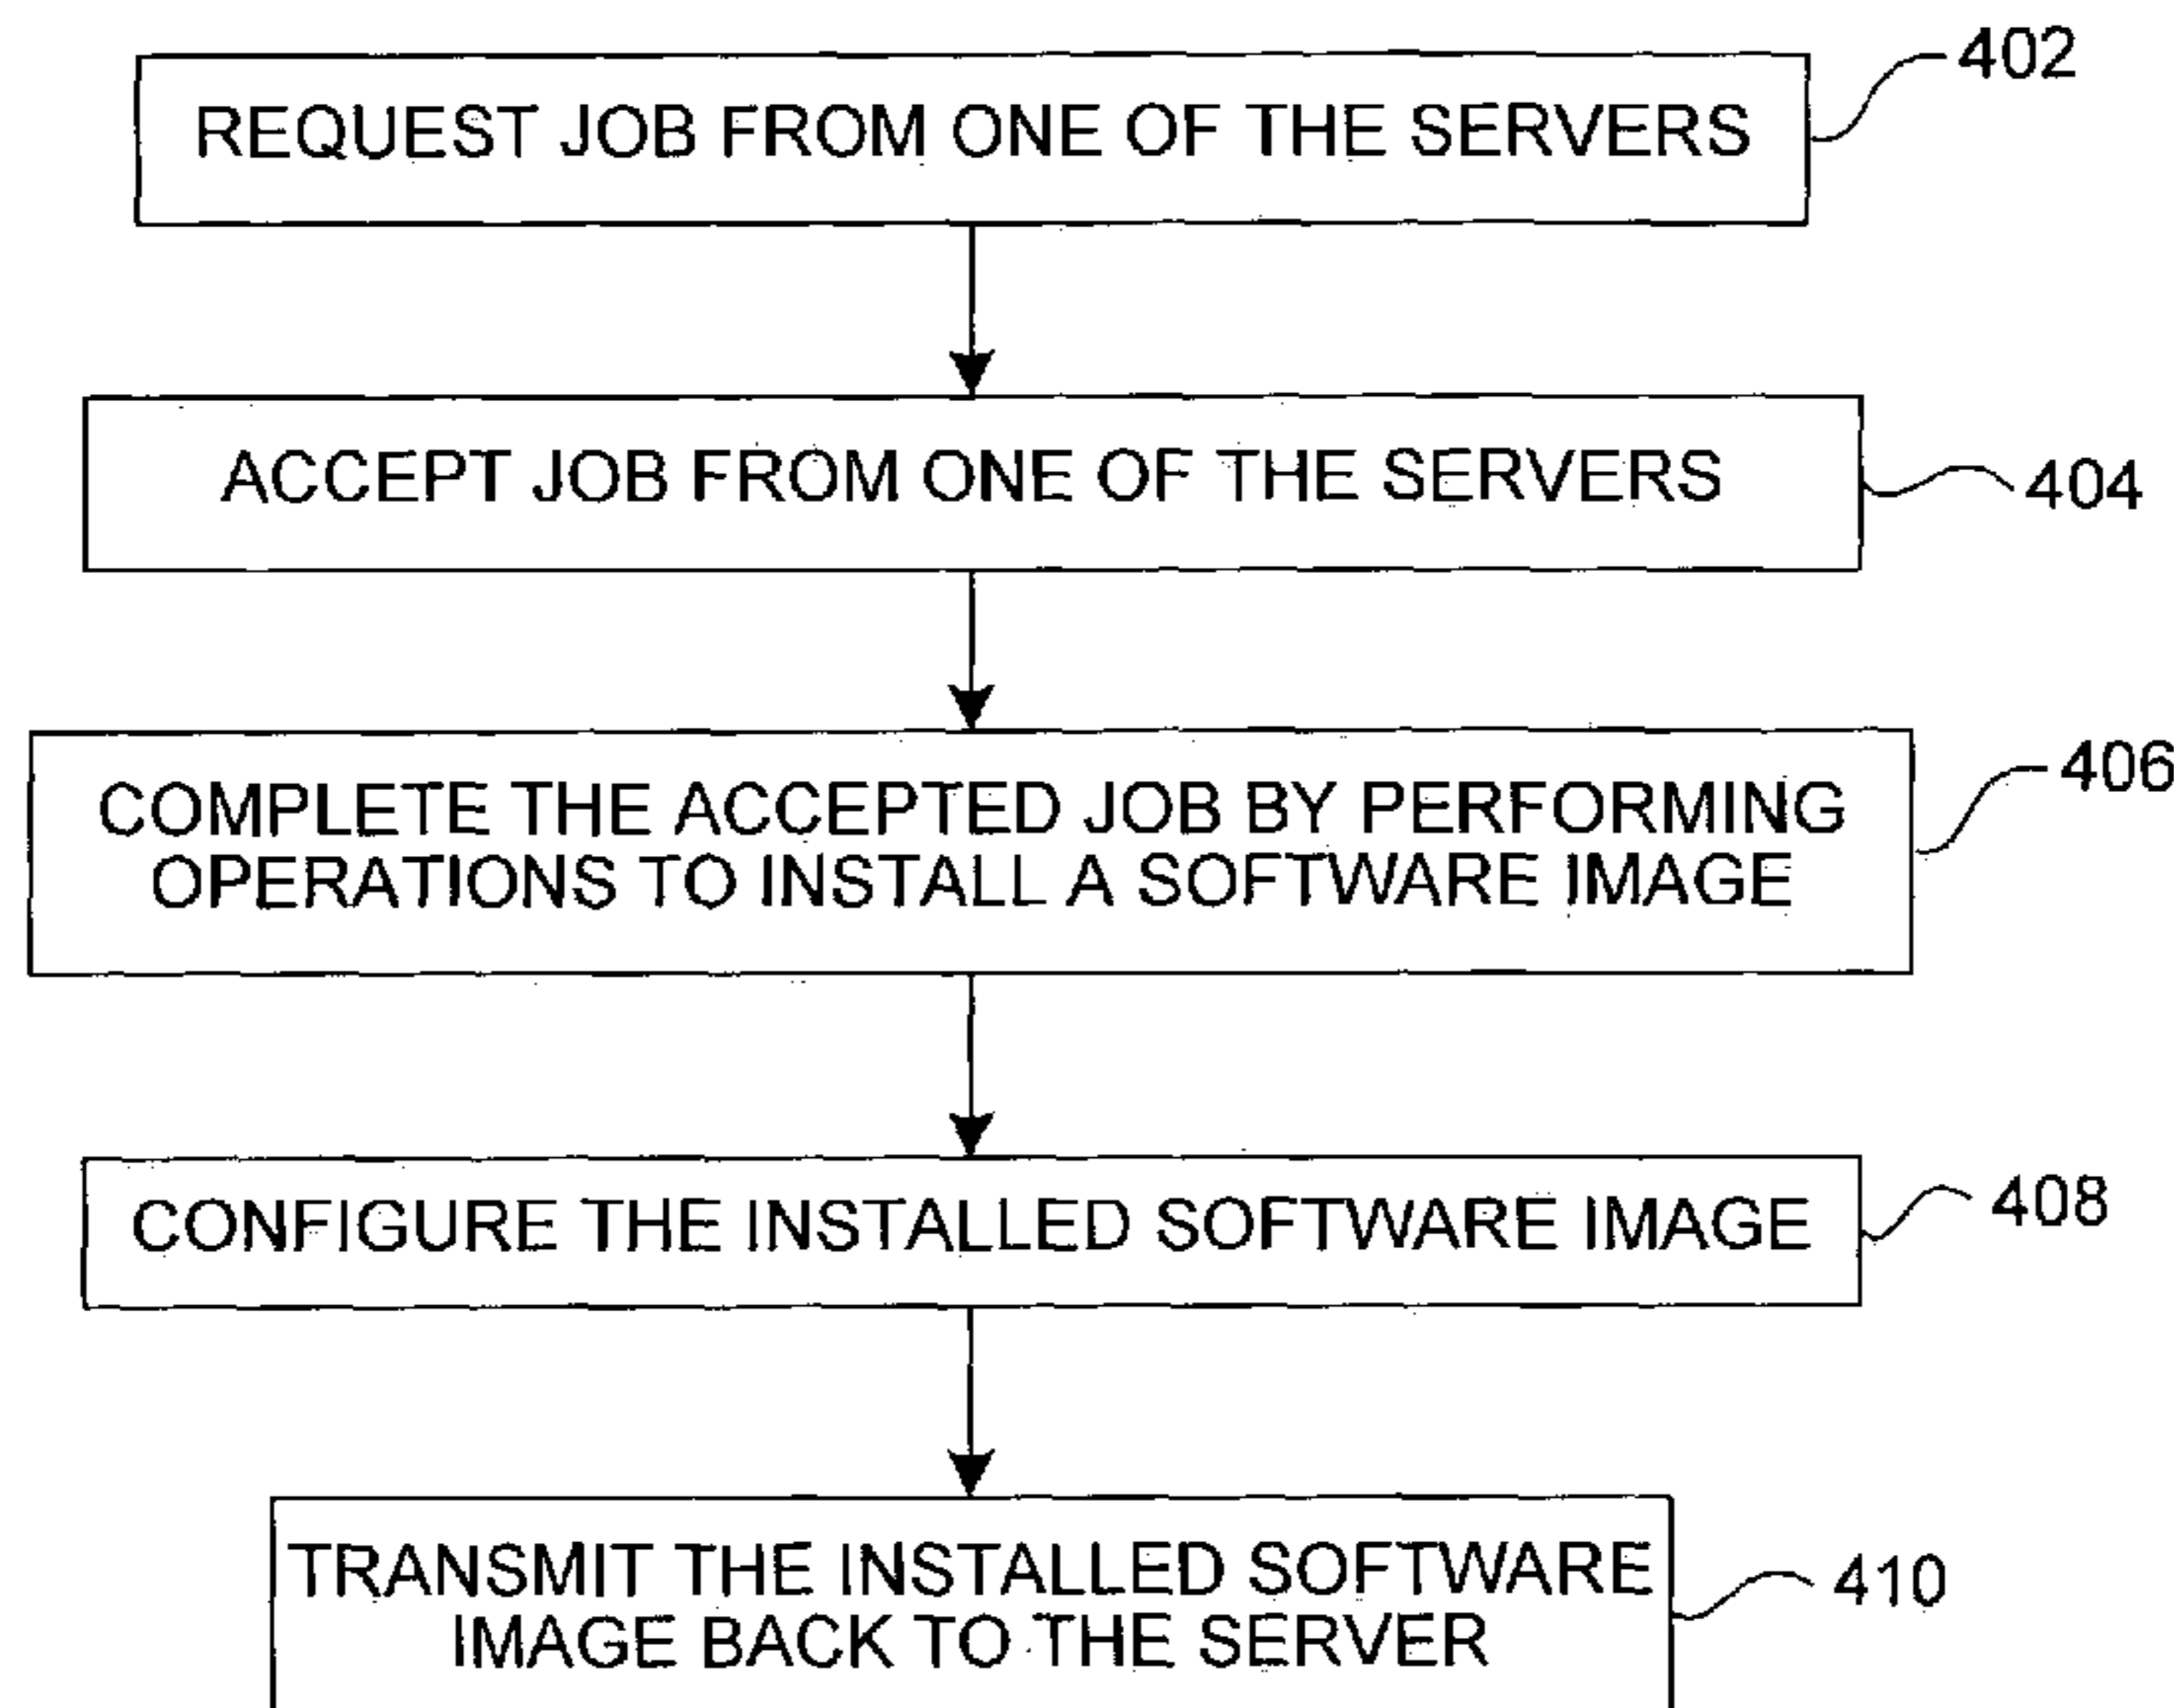 402
REQUEST JOB FROM ONE OF THE SERVERS
ACCEPT JOB FROM ONE OF THE SERVERS
404
406
COMPLETE THE ACCEPTED JOB BY PERFORMING
OPERATIONS TO INSTALL A SOFTWARE IMAGE
408
CONFIGURE THE INSTALLED SOFTWARE IMAGE
TRANSMIT THE INSTALLED SOFTWARE
410
IMAGE BACK TO THE SERVER